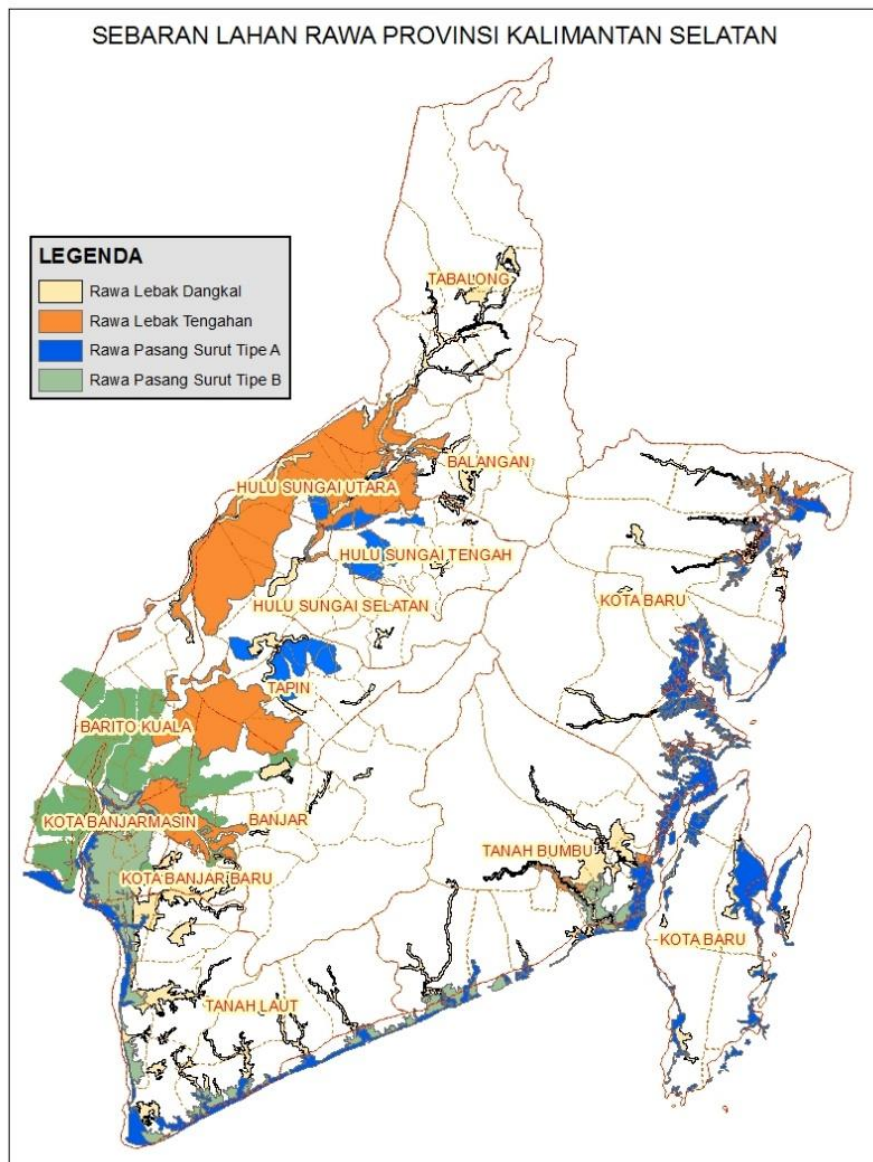 SEBARAN LAHAN RAWA PROVINSI KALIMANTAN SELATAN
LEGENDA
Rawa Lebak Dangkal
Rawa Lebak Tengahan
Rawa Pasang Surut Tipe A
Rawa Pasang Surut Tipe B
TABALONG
BALANGAN
HULU SUNGAI UTARA
HULU SUNGAI TENGAH
HULU SUNGAI SELATAN
KOTA BARU
TAPIN
BARITO KUALA
KOTA BANJARMASIN
BANJAR
TANAH BUMBU
KOTA BANJAR BARU
KOTA BARU
TANAH LAUT